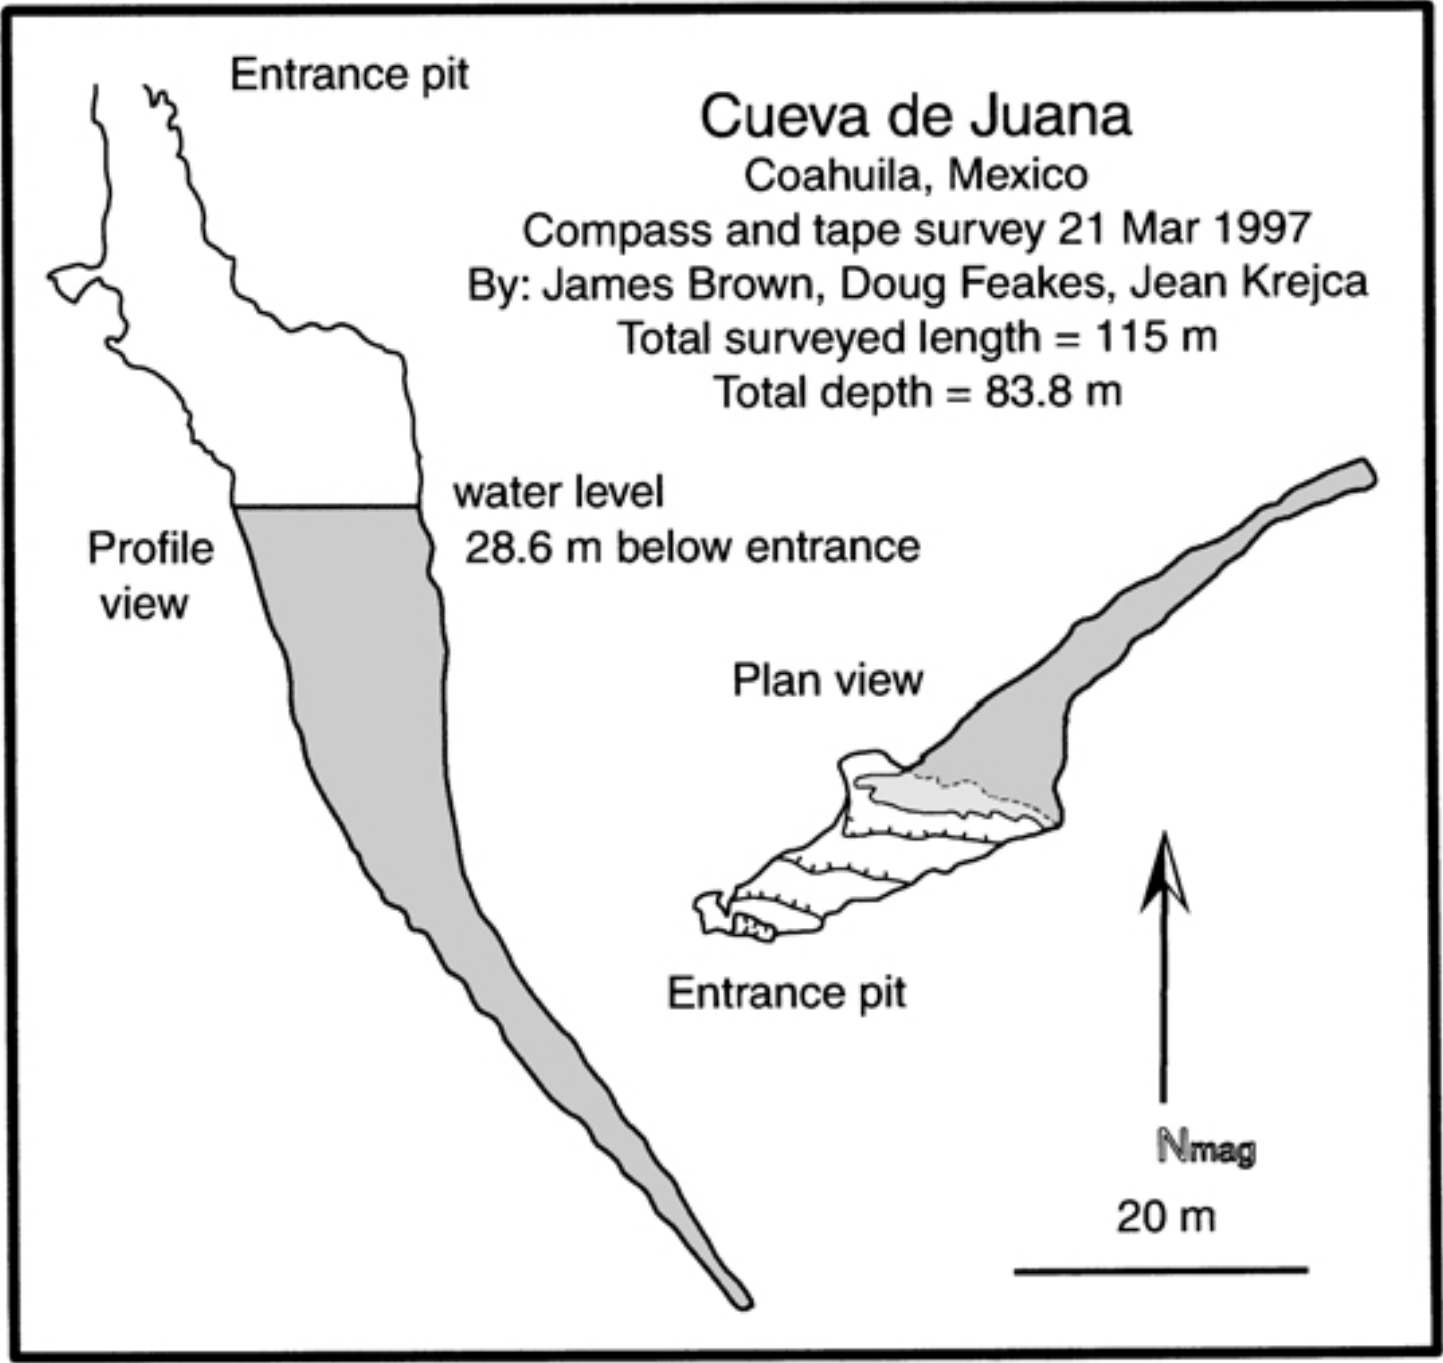 Entrance pit
Cueva de Juana
Coahuila, Mexico
Compass and tape survey 21 Mar 1997
By: James Brown, Doug Feakes, Jean Krejca
Total surveyed length = 115 m
Total depth = 83.8 m
water level
28.6 m below entrance
Profile
view
Plan view
Entrance pit
Nmag
20 m